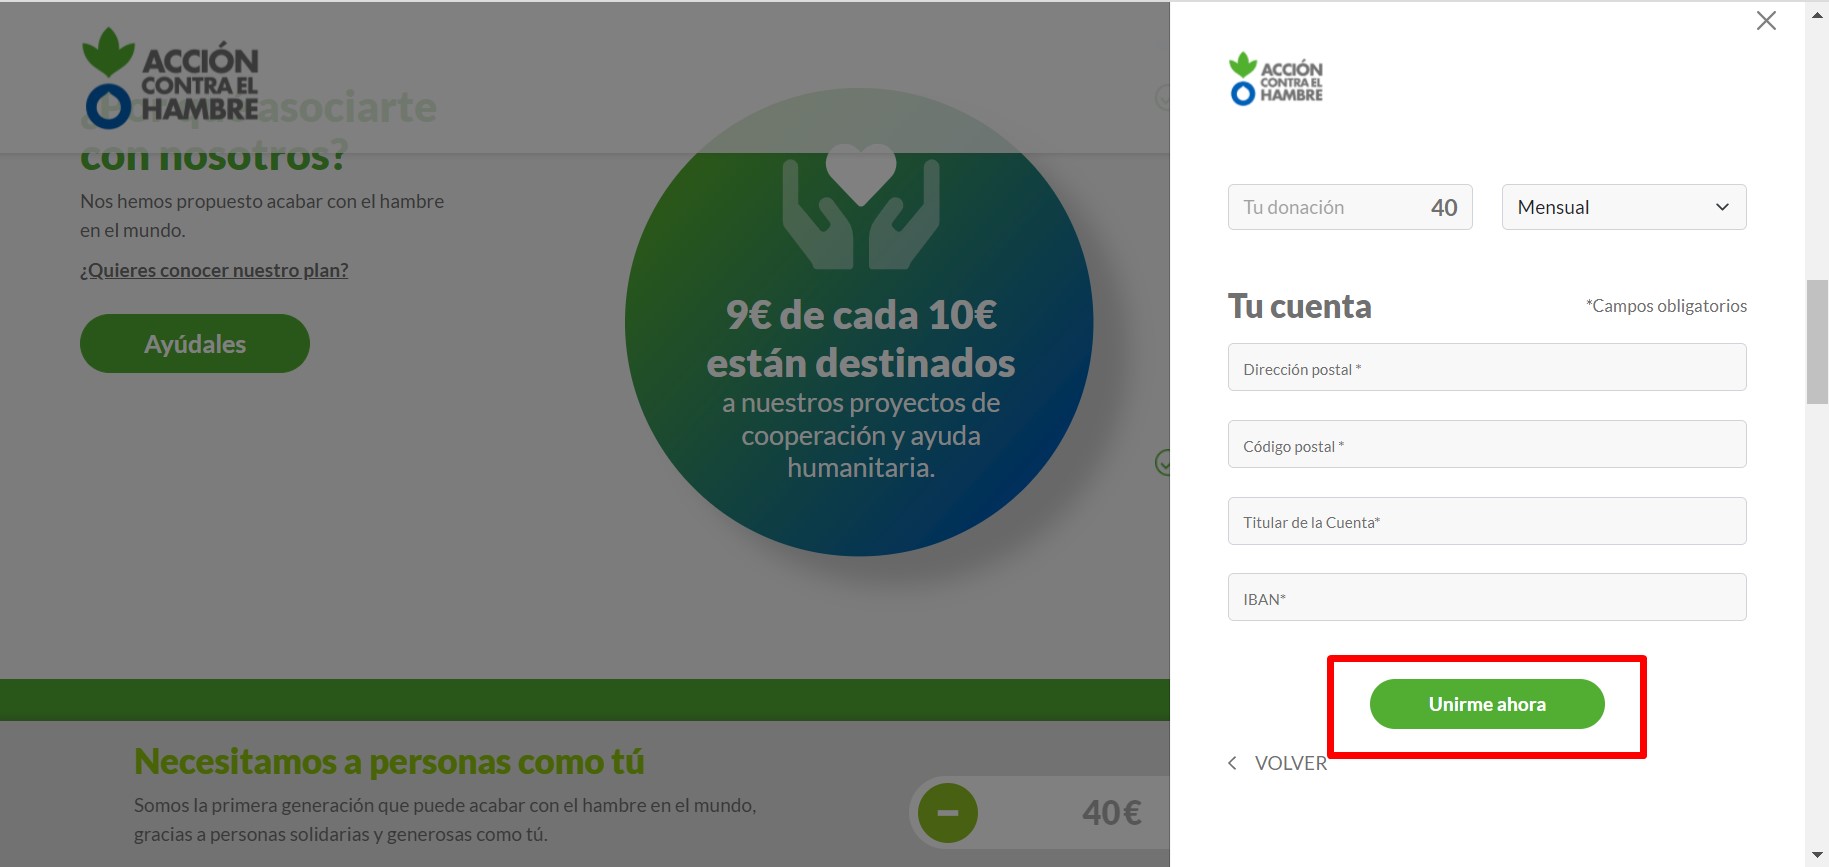 ACCIÓN
CONTRA EL
HAMBRE
asociarte
con nosotros?
Nos hemos propuesto acabar con el hambre
en el mundo.
¿Quieres conocer nuestro plan?
Ayúdales
9€ de cada 10€
están destinados
a nuestros proyectos de
cooperación y ayuda
humanitaria.
Necesitamos a personas como tú
Somos la primera generación que puede acabar con el hambre en el mundo,
gracias a personas solidarias y generosas como tú.
40€
ACCIÓN
CONTRA EL
HAMBRE
Tu donación 40
Mensual
Tu cuenta
*Campos obligatorios
Dirección postal *
Código postal *
Titular de la Cuenta*
IBAN*
Unirme ahora
VOLVER